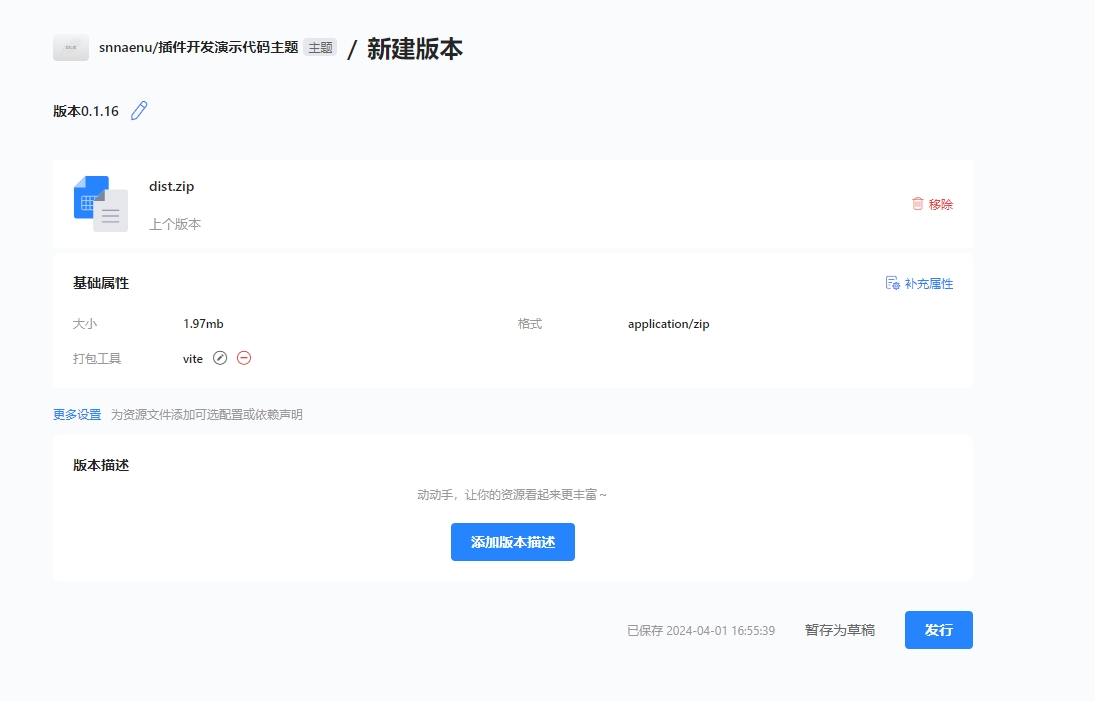 snnaenu/插件开发演示代码主题 主题 / 新建版本
版本0.1.16
dist.zip
上个版本
移除
基础属性
补充属性
大小 1.97mb 格式 application/zip
打包工具 vite
更多设置 为资源文件添加可选配置或依赖声明
版本描述
动动手，让你的资源看起来更丰富～
添加版本描述
已保存 2024-04-01 16:55:39 暂存为草稿 发行